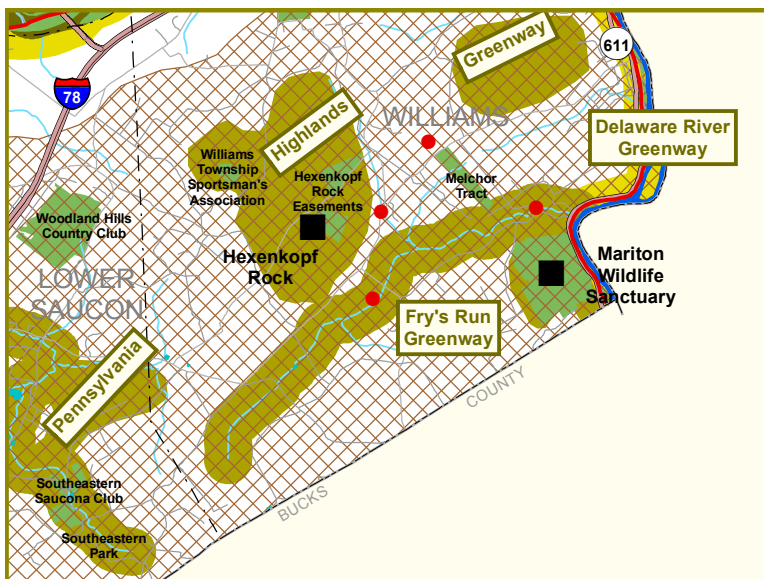 Greenway
611
78
Highlands
WILLIAMS
Delaware River
Greenway
Williams
Township
Sportsman's
Association
Hexenkopf
Rock
Easements
Melchor
Tract
Woodland Hills
Country Club
Hexenkopf
Rock
Mariton
Wildlife
Sanctuary
LOWER
SAUCON
Fry's Run
Greenway
Pennsylvania
COUNTY
BUCKS
Southeastern
Saucona Club
Southeastern
Park